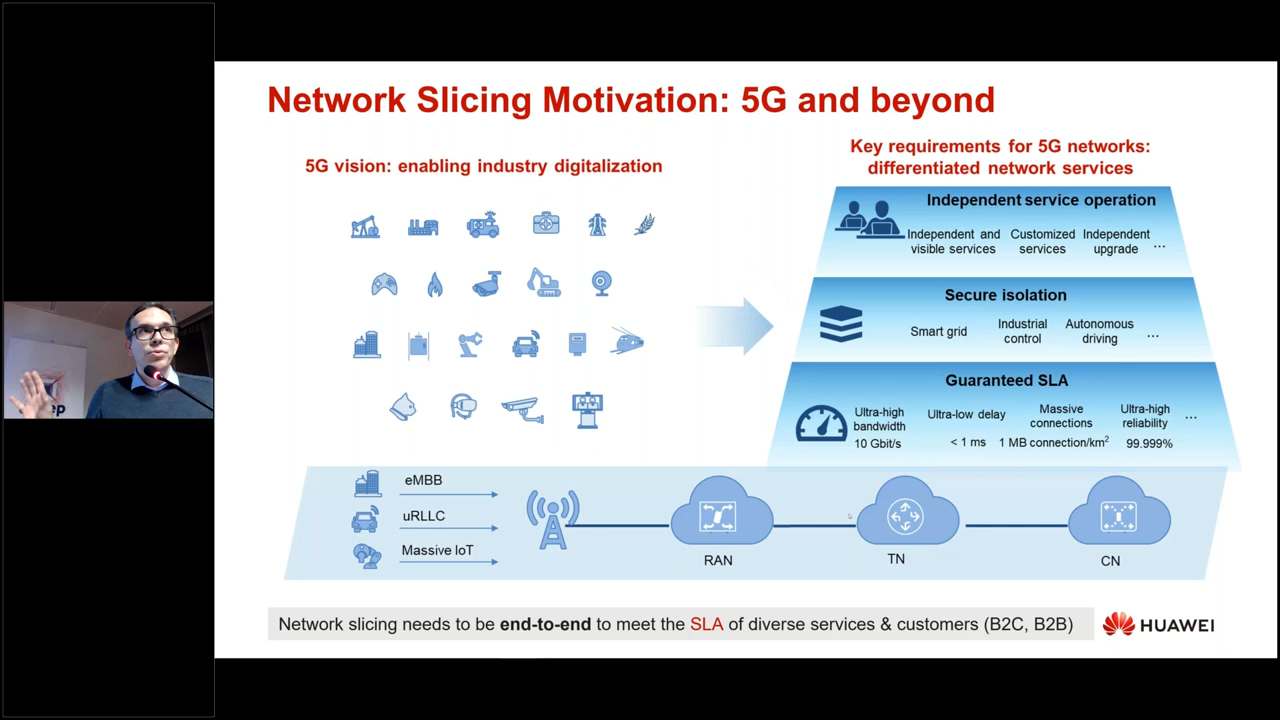 Network Slicing Motivation: 5G and beyond
5G vision: enabling industry digitalization
Key requirements for 5G networks:
differentiated network services
Independent service operation
Independent and
visible services
Customized
services
Independent
upgrade
...
Secure isolation
Smart grid
Industrial
control
Autonomous
driving
...
Guaranteed SLA
Ultra-high
bandwidth
10 Gbit/s
Ultra-low delay
< 1 ms
Massive
connections
1 MB connection/km²
Ultra-high
reliability
99.999%
...
eMBB
uRLLC
Massive IoT
RAN
TN
CN
Network slicing needs to be end-to-end to meet the SLA of diverse services & customers (B2C, B2B)
HUAWEI